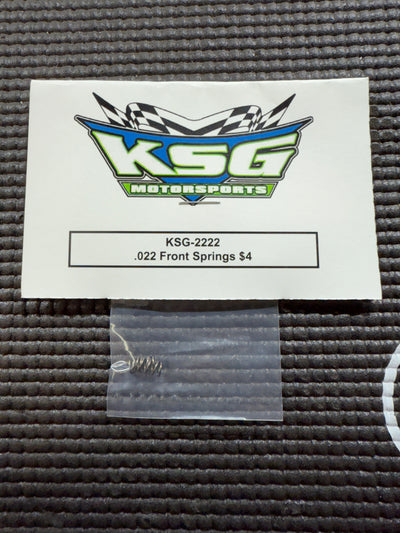 KSG
MOTORSPORTS
KSG-2222
.022 Front Springs $4